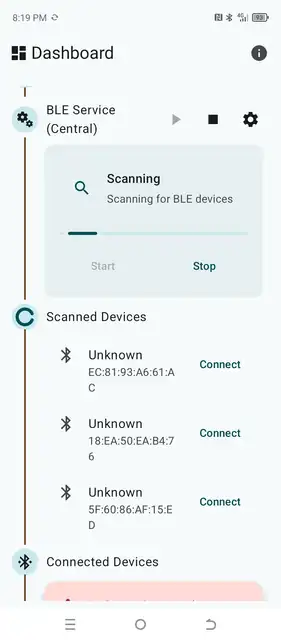 8:19 PM
4G 93
Dashboard
BLE Service
(Central)
Scanning
Scanning for BLE devices
Start Stop
Scanned Devices
Unknown
EC:81:93:A6:61:A
C
Connect
Unknown
18:EA:50:EA:B4:7
6
Connect
Unknown
5F:60:86:AF:15:E
D
Connect
Connected Devices